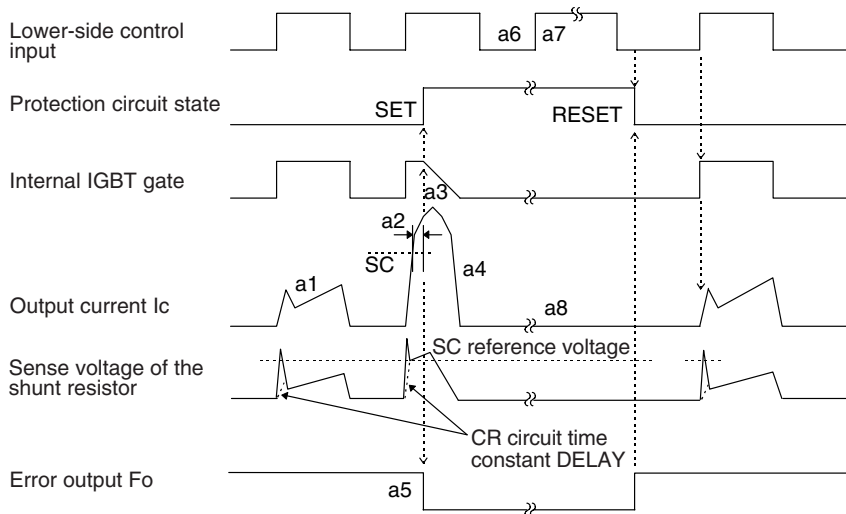 Lower-side control
input
a6
a7
Protection circuit state
SET
RESET
Internal IGBT gate
a3
a2
SC
a4
a1
Output current Ic
a8
SC reference voltage
Sense voltage of the
shunt resistor
CR circuit time
constant DELAY
Error output Fo
a5